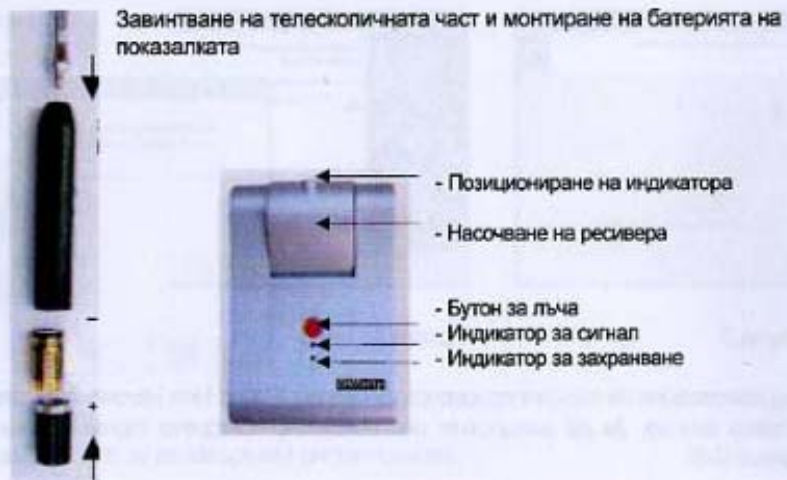 Завинтване на телескопичната част и монтиране на батерията на
показалката
- Позициониране на индикатора
- Насочване на ресивера
- Бутон за лъча
- Индикатор за сигнал
- Индикатор за захранване
-
+